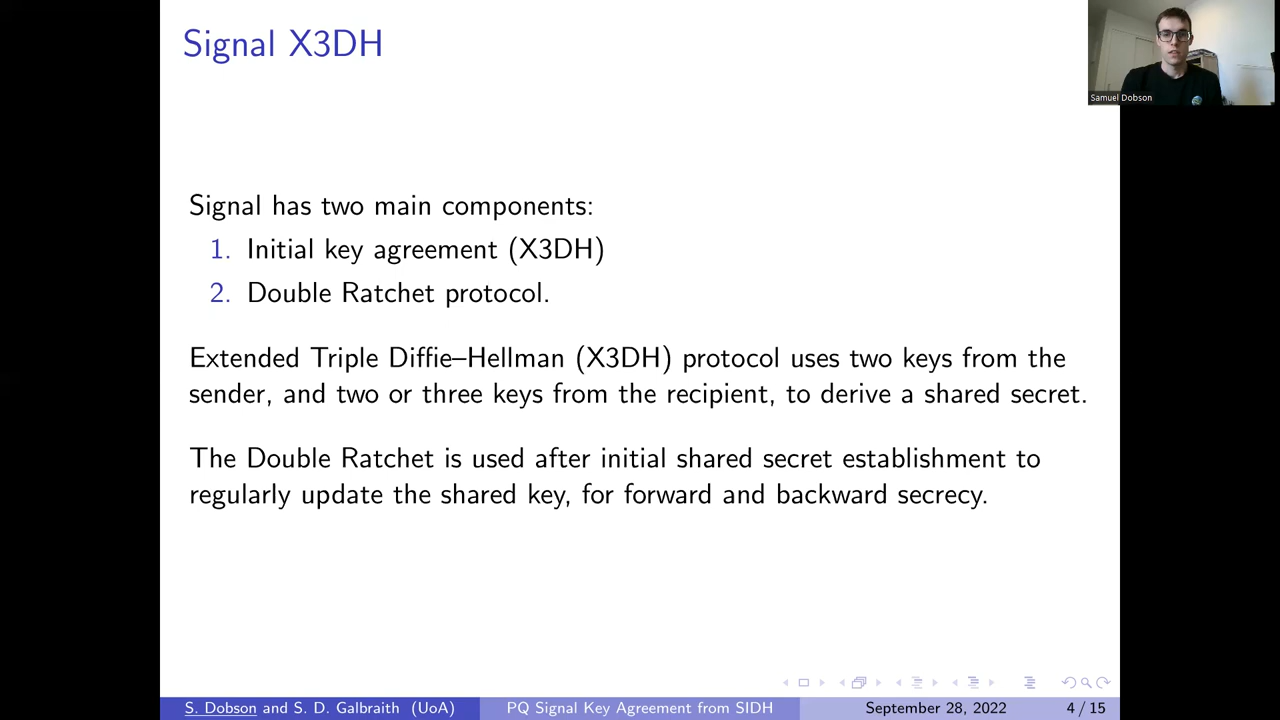 Signal X3DH
Samuel Dobson
Signal has two main components:
1. Initial key agreement (X3DH)
2. Double Ratchet protocol.
Extended Triple Diffie–Hellman (X3DH) protocol uses two keys from the
sender, and two or three keys from the recipient, to derive a shared secret.
The Double Ratchet is used after initial shared secret establishment to
regularly update the shared key, for forward and backward secrecy.
S. Dobson and S. D. Galbraith (UoA) PQ Signal Key Agreement from SIDH September 28, 2022 4 / 15